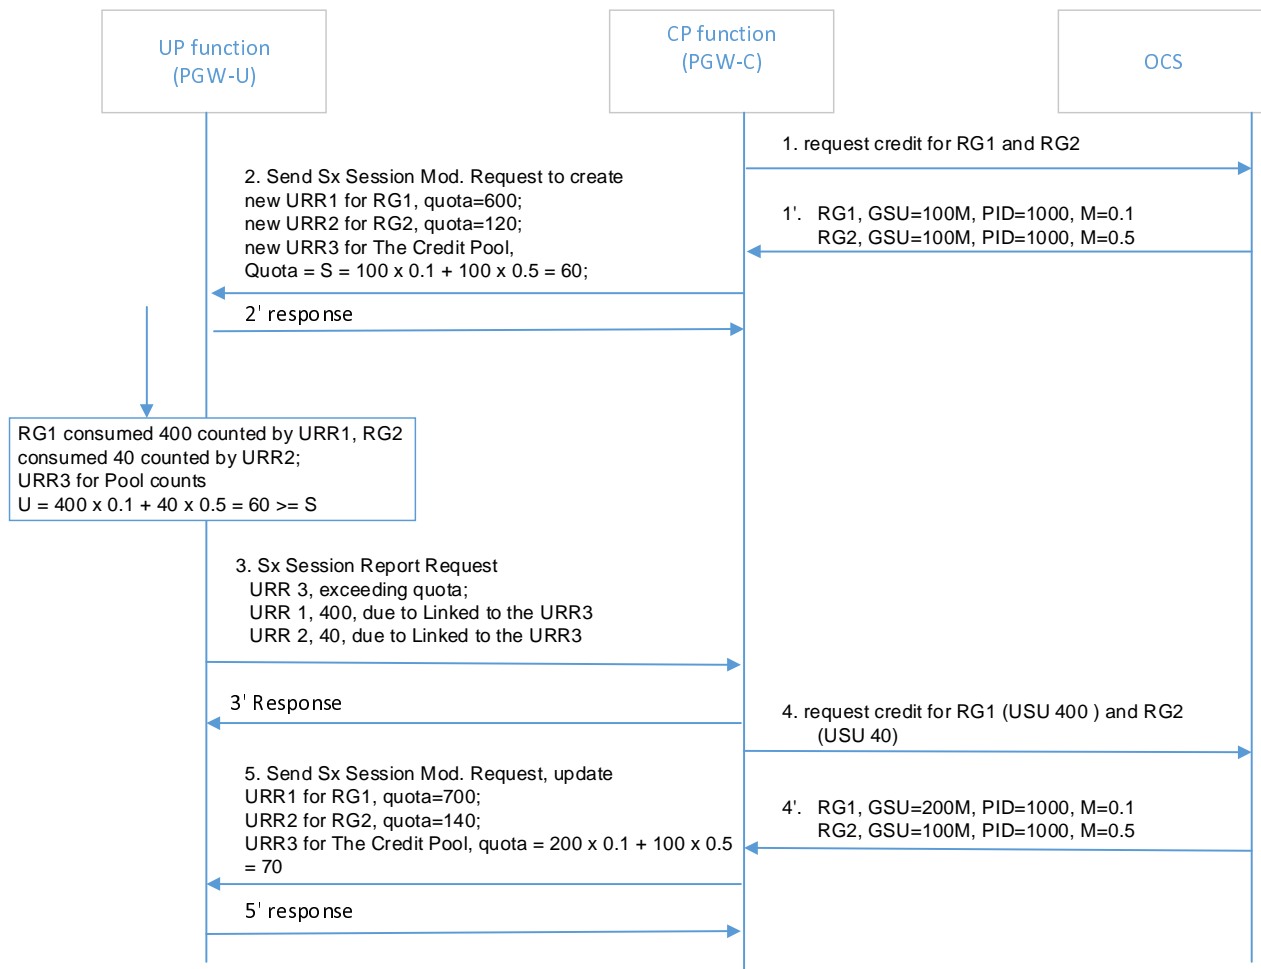 UP function
(PGW-U)
CP function
(PGW-C)
OCS
1. request credit for RG1 and RG2
2. Send Sx Session Mod. Request to create
new URR1 for RG1, quota=600;
new URR2 for RG2, quota=120;
new URR3 for The Credit Pool,
Quota = S = 100 x 0.1 + 100 x 0.5 = 60;
1'. RG1, GSU=100M, PID=1000, M=0.1
RG2, GSU=100M, PID=1000, M=0.5
2' response
RG1 consumed 400 counted by URR1, RG2
consumed 40 counted by URR2;
URR3 for Pool counts
U = 400 x 0.1 + 40 x 0.5 = 60 >= S
3. Sx Session Report Request
URR 3, exceeding quota;
URR 1, 400, due to Linked to the URR3
URR 2, 40, due to Linked to the URR3
3' Response
4. request credit for RG1 (USU 400 ) and RG2
(USU 40)
5. Send Sx Session Mod. Request, update
URR1 for RG1, quota=700;
URR2 for RG2, quota=140;
URR3 for The Credit Pool, quota = 200 x 0.1 + 100 x 0.5
= 70
4'. RG1, GSU=200M, PID=1000, M=0.1
RG2, GSU=100M, PID=1000, M=0.5
5' response